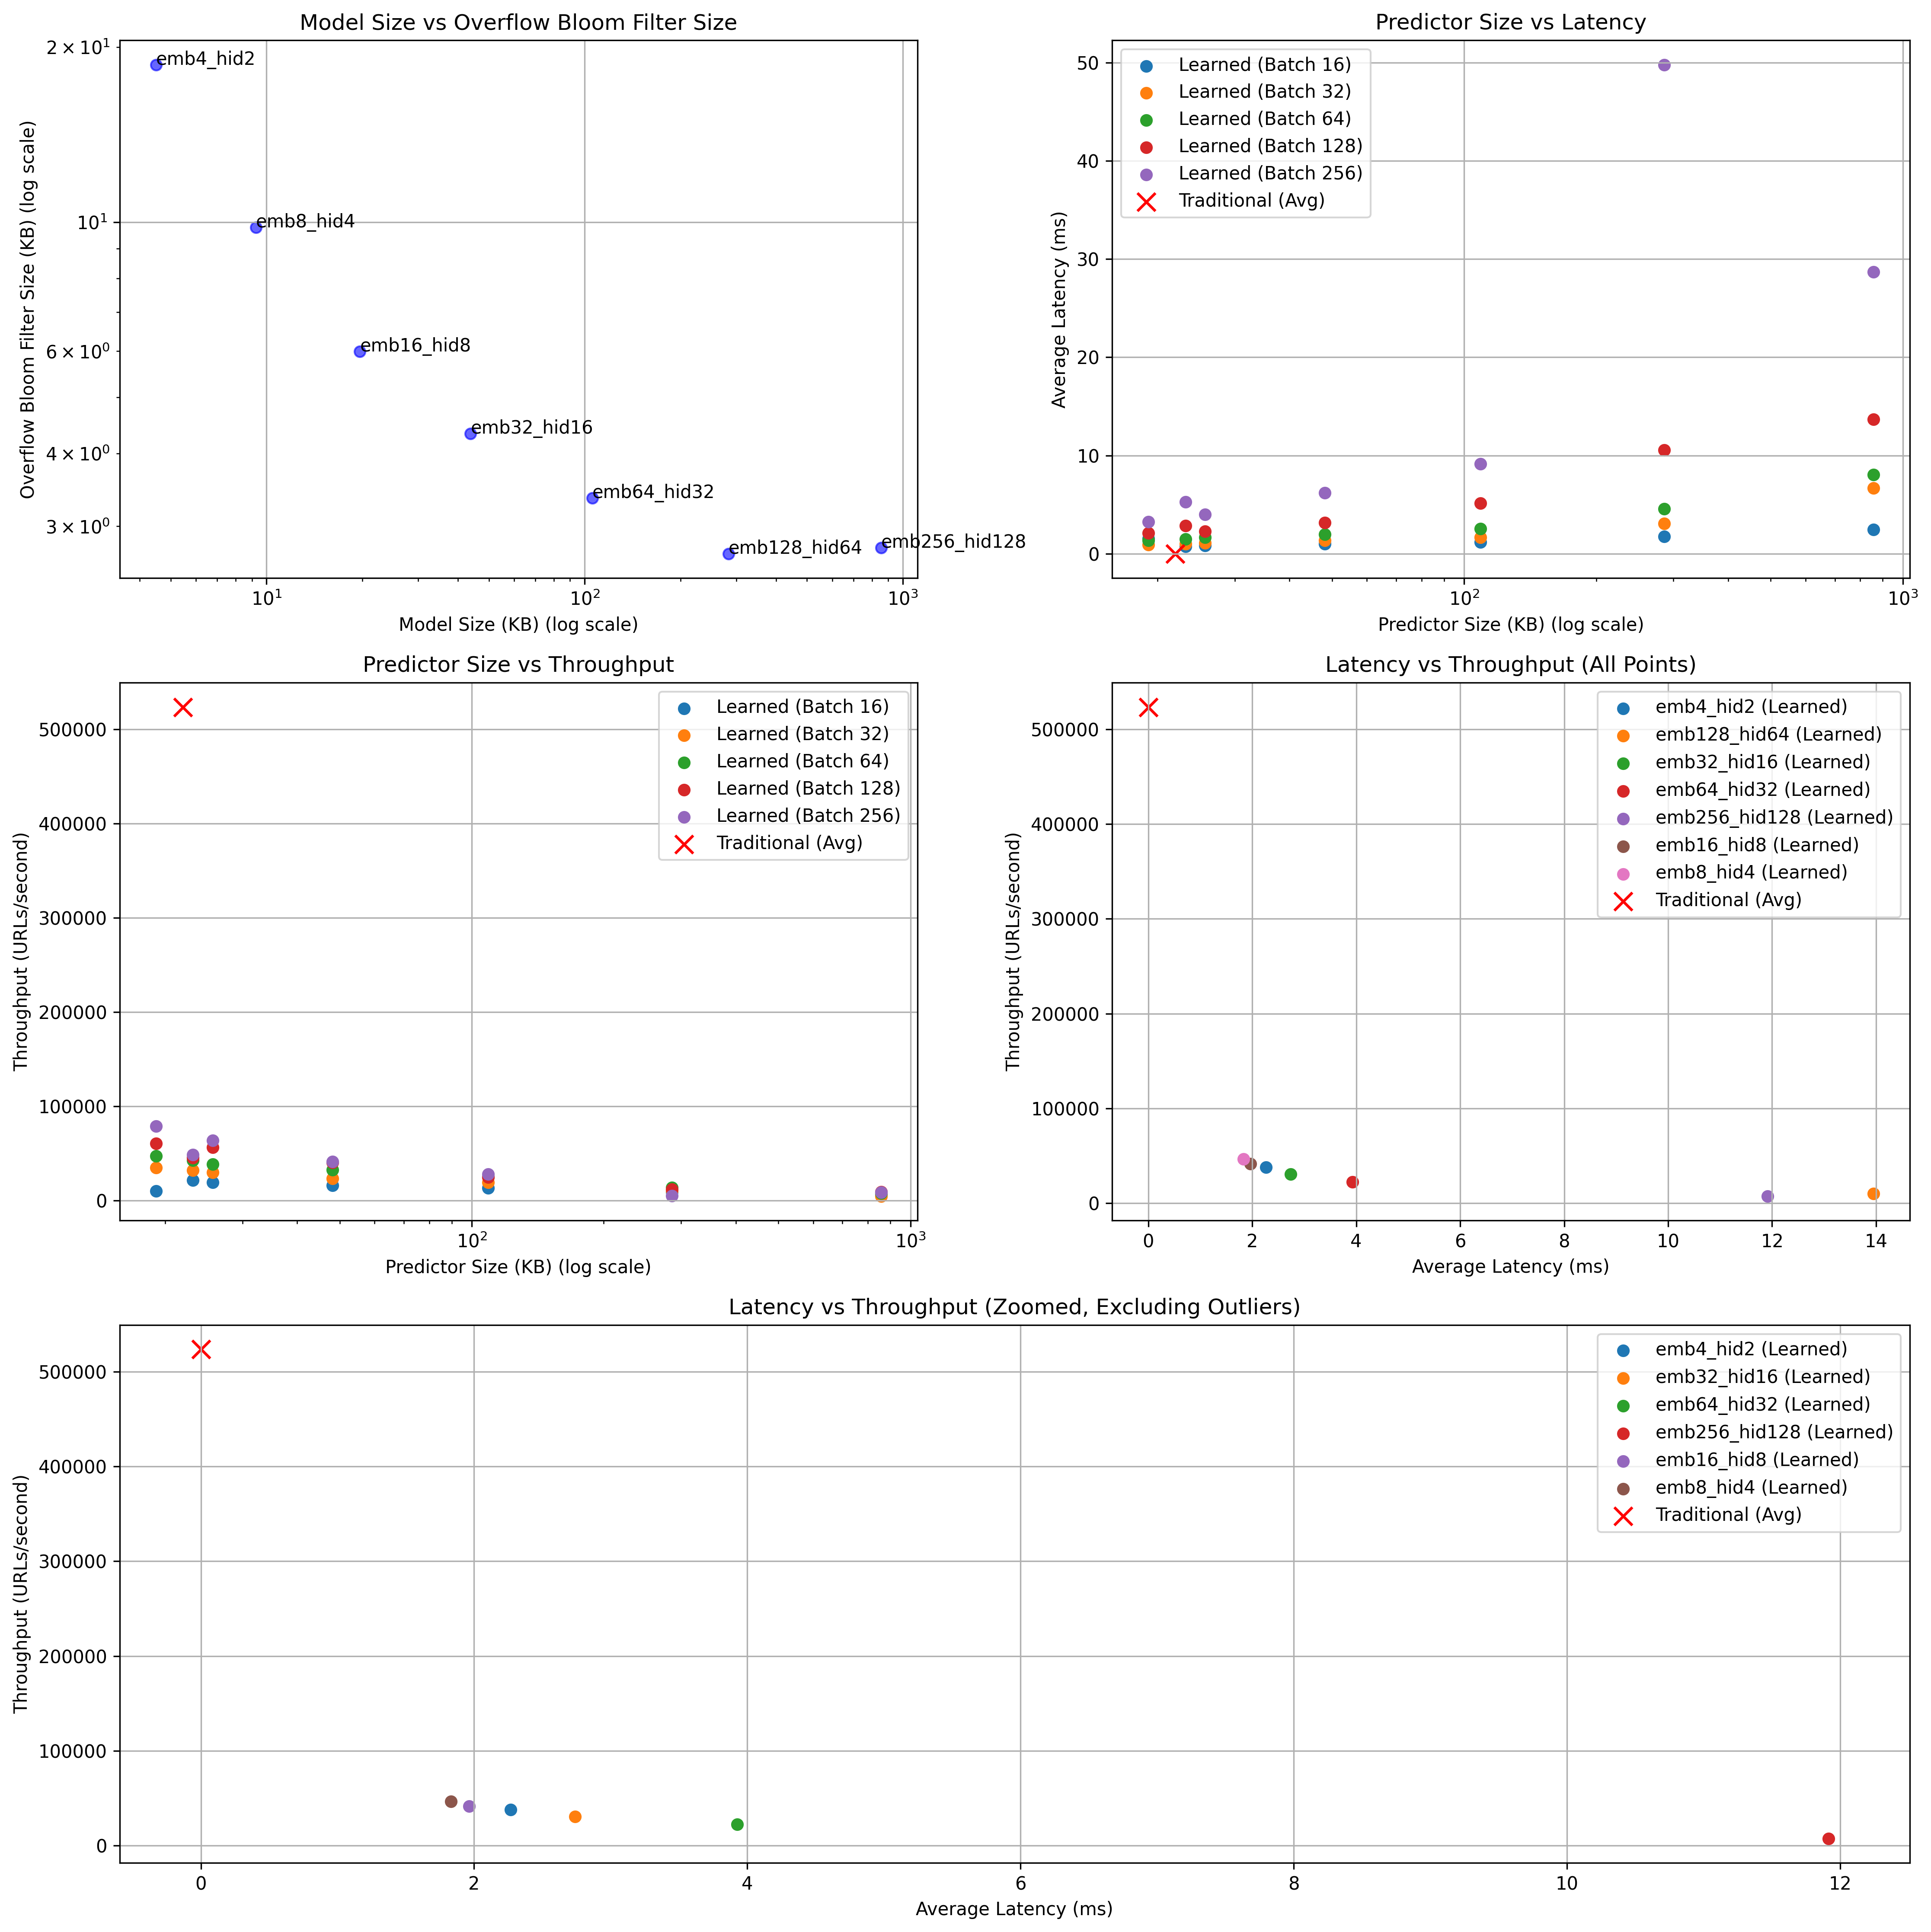 Model Size vs Overflow Bloom Filter Size
Overflow Bloom Filter Size (KB) (log scale)
2 × 10¹
10¹
6 × 10⁰
4 × 10⁰
3 × 10⁰
emb4_hid2
emb8_hid4
emb16_hid8
emb32_hid16
emb64_hid32
emb128_hid64
emb256_hid128
10¹ 10² 10³
Model Size (KB) (log scale)
Predictor Size vs Latency
Average Latency (ms)
50
40
30
20
10
0
Learned (Batch 16)
Learned (Batch 32)
Learned (Batch 64)
Learned (Batch 128)
Learned (Batch 256)
Traditional (Avg)
10² 10³
Predictor Size (KB) (log scale)
Predictor Size vs Throughput
Throughput (URLs/second)
500000
400000
300000
200000
100000
0
Learned (Batch 16)
Learned (Batch 32)
Learned (Batch 64)
Learned (Batch 128)
Learned (Batch 256)
Traditional (Avg)
10² 10³
Predictor Size (KB) (log scale)
Latency vs Throughput (All Points)
Throughput (URLs/second)
500000
400000
300000
200000
100000
0
emb4_hid2 (Learned)
emb128_hid64 (Learned)
emb32_hid16 (Learned)
emb64_hid32 (Learned)
emb256_hid128 (Learned)
emb16_hid8 (Learned)
emb8_hid4 (Learned)
Traditional (Avg)
0 2 4 6 8 10 12 14
Average Latency (ms)
Latency vs Throughput (Zoomed, Excluding Outliers)
Throughput (URLs/second)
500000
400000
300000
200000
100000
0
emb4_hid2 (Learned)
emb32_hid16 (Learned)
emb64_hid32 (Learned)
emb256_hid128 (Learned)
emb16_hid8 (Learned)
emb8_hid4 (Learned)
Traditional (Avg)
0 2 4 6 8 10 12
Average Latency (ms)